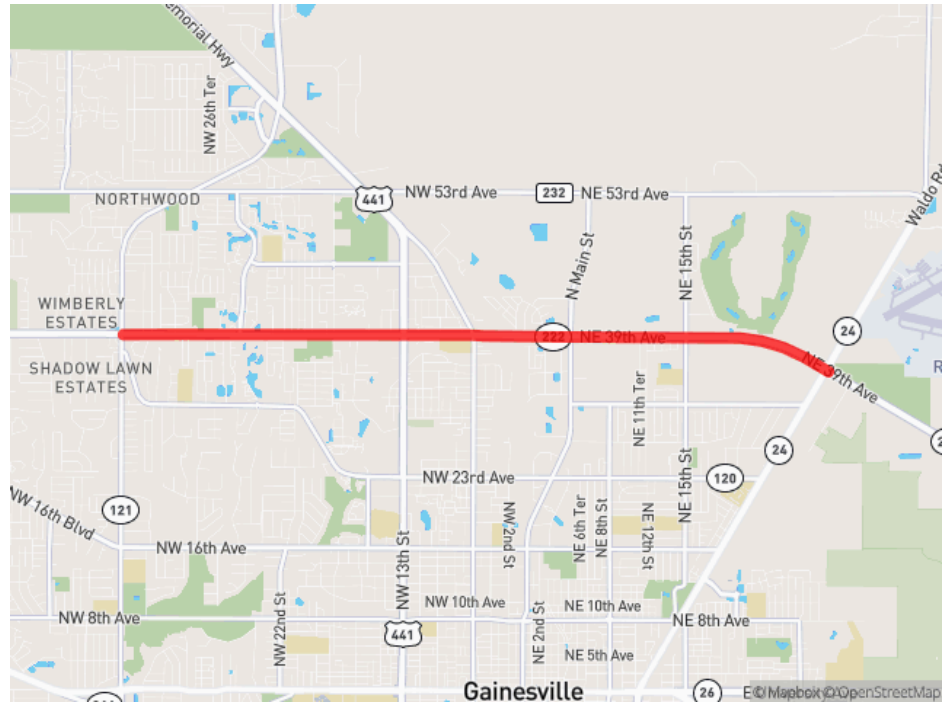 emorial Hwy
NW 26th Ter
441
NW 53rd Ave
232
NE 53rd Ave
Waldo Rd
NORTHWOOD
N Main St
NE 15th St
WIMBERLY
ESTATES
222
NE 39th Ave
24
SHADOW LAWN
ESTATES
NE 39th Ave
R
NE 11th Ter
24
2
NW 23rd Ave
120
NE 15th St
NW 16th Blvd
121
NW 2nd St
NE 6th Ter
NE 8th St
NE 12th St
NW 16th Ave
NW 13th St
NW 22nd St
NW 10th Ave
NE 10th Ave
NW 8th Ave
441
NE 2nd St
NE 8th Ave
NE 5th Ave
Gainesville
26
E
© Mapbox © OpenStreetMap